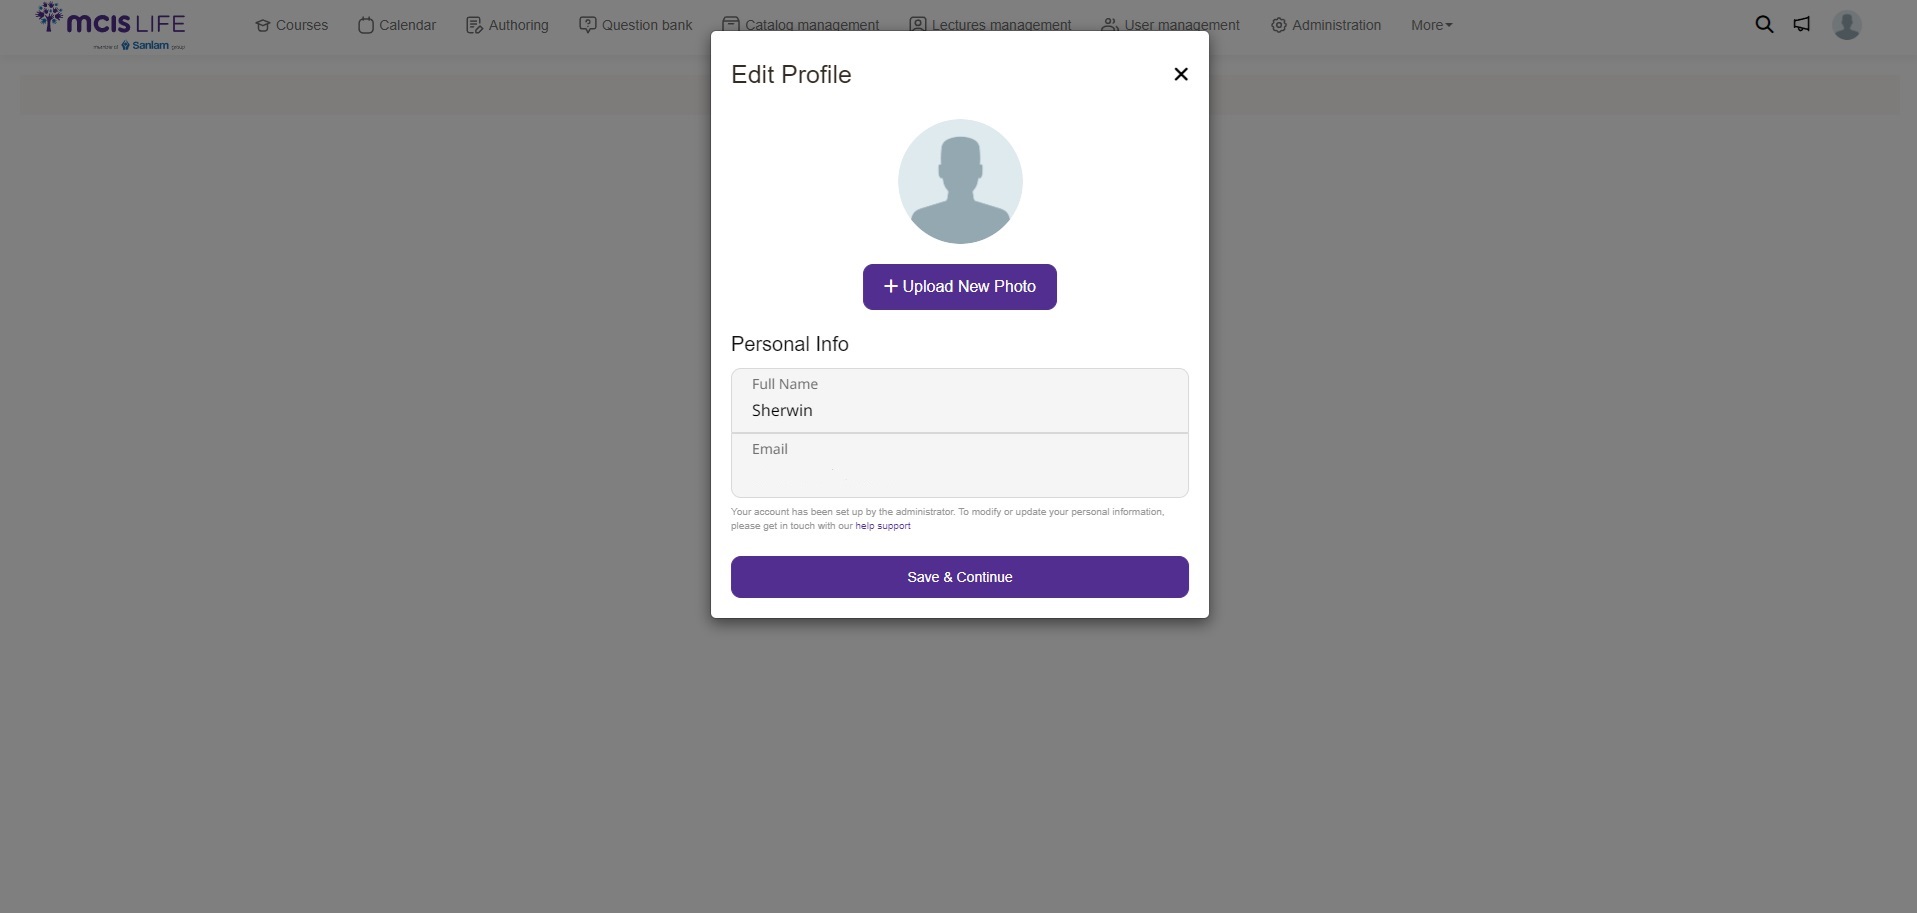 mcis LIFE
member of Sanlam group
Courses
Calendar
Authoring
Question bank
Catalog management
Lectures management
User management
Administration
More
Edit Profile
Upload New Photo
Personal Info
Full Name
Sherwin
Email
Your account has been set up by the administrator. To modify or update your personal information,
please get in touch with our help support
Save & Continue